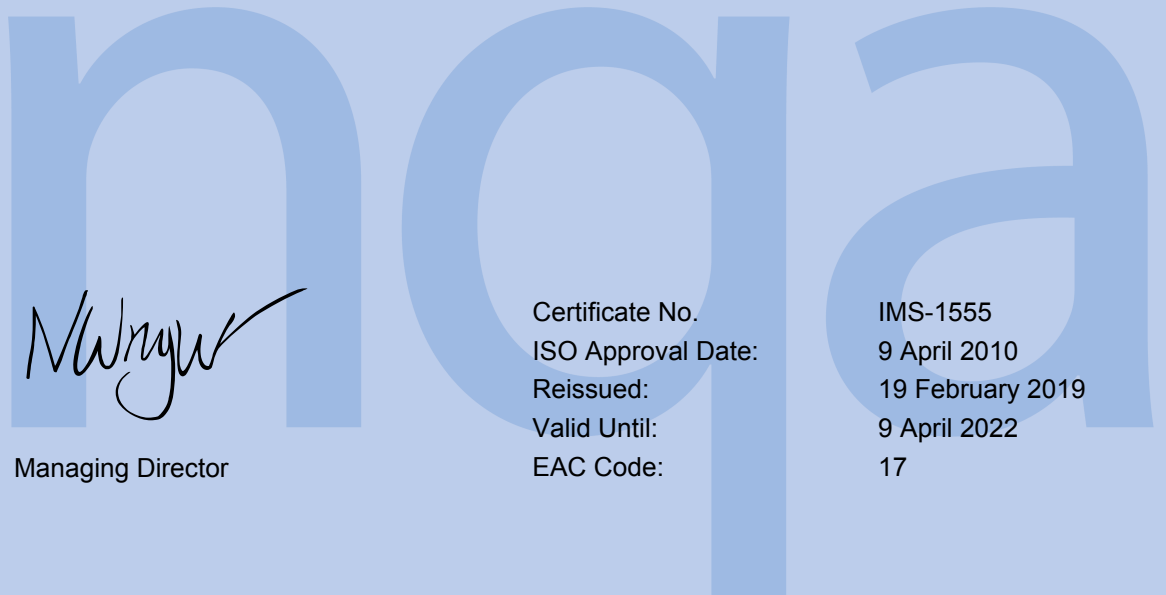 nqa
Certificate No. IMS-1555
ISO Approval Date: 9 April 2010
Reissued: 19 February 2019
Valid Until: 9 April 2022
Managing Director
EAC Code: 17